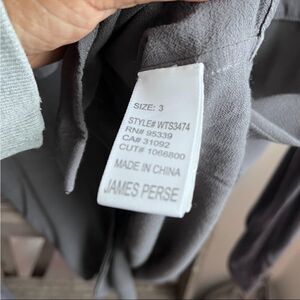 SIZE: 3
STYLE# WTS3474
RN# 95339
CA# 31092
CUT# 1066800
MADE IN CHINA
JAMES PERSE